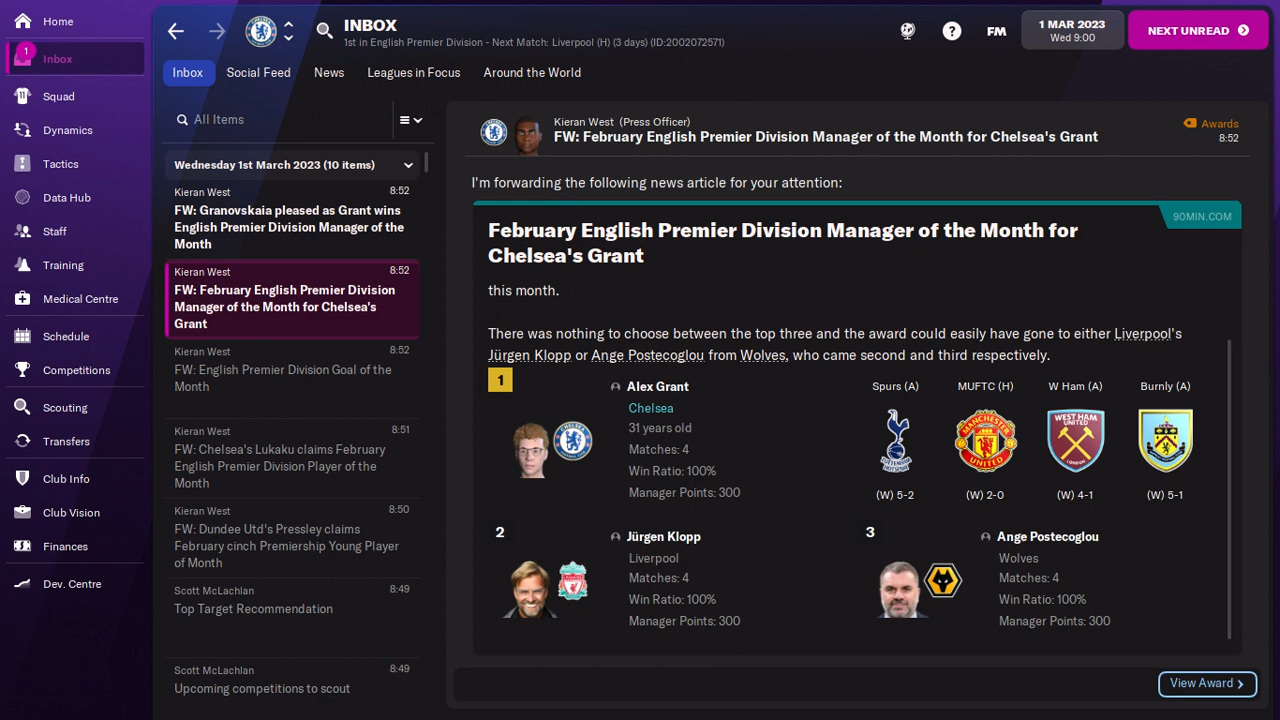 Home
1
Inbox
Squad
Dynamics
Tactics
Data Hub
Staff
Training
Medical Centre
Schedule
Competitions
Scouting
Transfers
Club Info
Club Vision
Finances
Dev. Centre
INBOX
1st in English Premier Division - Next Match: Liverpool (H) (3 days) (ID:2002072571)
?
FM
1 MAR 2023
Wed 9:00
NEXT UNREAD
Inbox
Social Feed
News
Leagues in Focus
Around the World
All Items
Wednesday 1st March 2023 (10 items)
Kieran West 8:52
FW: Granovskaia pleased as Grant wins
English Premier Division Manager of the
Month
Kieran West 8:52
FW: February English Premier Division
Manager of the Month for Chelsea's
Grant
Kieran West 8:52
FW: English Premier Division Goal of the
Month
Kieran West 8:51
FW: Chelsea's Lukaku claims February
English Premier Division Player of the
Month
Kieran West 8:50
FW: Dundee Utd's Pressley claims
February cinch Premiership Young Player
of Month
Scott McLachlan 8:49
Top Target Recommendation
Scott McLachlan 8:49
Upcoming competitions to scout
Kieran West (Press Officer)
FW: February English Premier Division Manager of the Month for Chelsea's Grant
Awards
8:52
I'm forwarding the following news article for your attention:
90MIN.COM
February English Premier Division Manager of the Month for
Chelsea's Grant
this month.
There was nothing to choose between the top three and the award could easily have gone to either Liverpool's
Jürgen Klopp or Ange Postecoglou from Wolves, who came second and third respectively.
1
Alex Grant
Chelsea
31 years old
Matches: 4
Win Ratio: 100%
Manager Points: 300
Spurs (A) MUFTC (H) W Ham (A) Burnly (A)
TOTTENHAM
HOTSPUR
MANCHESTER
UNITED
WEST HAM
UNITED
LONDON
(W) 5-2 (W) 2-0 (W) 4-1 (W) 5-1
2
Jürgen Klopp
Liverpool
Matches: 4
Win Ratio: 100%
Manager Points: 300
3
Ange Postecoglou
Wolves
Matches: 4
Win Ratio: 100%
Manager Points: 300
View Award